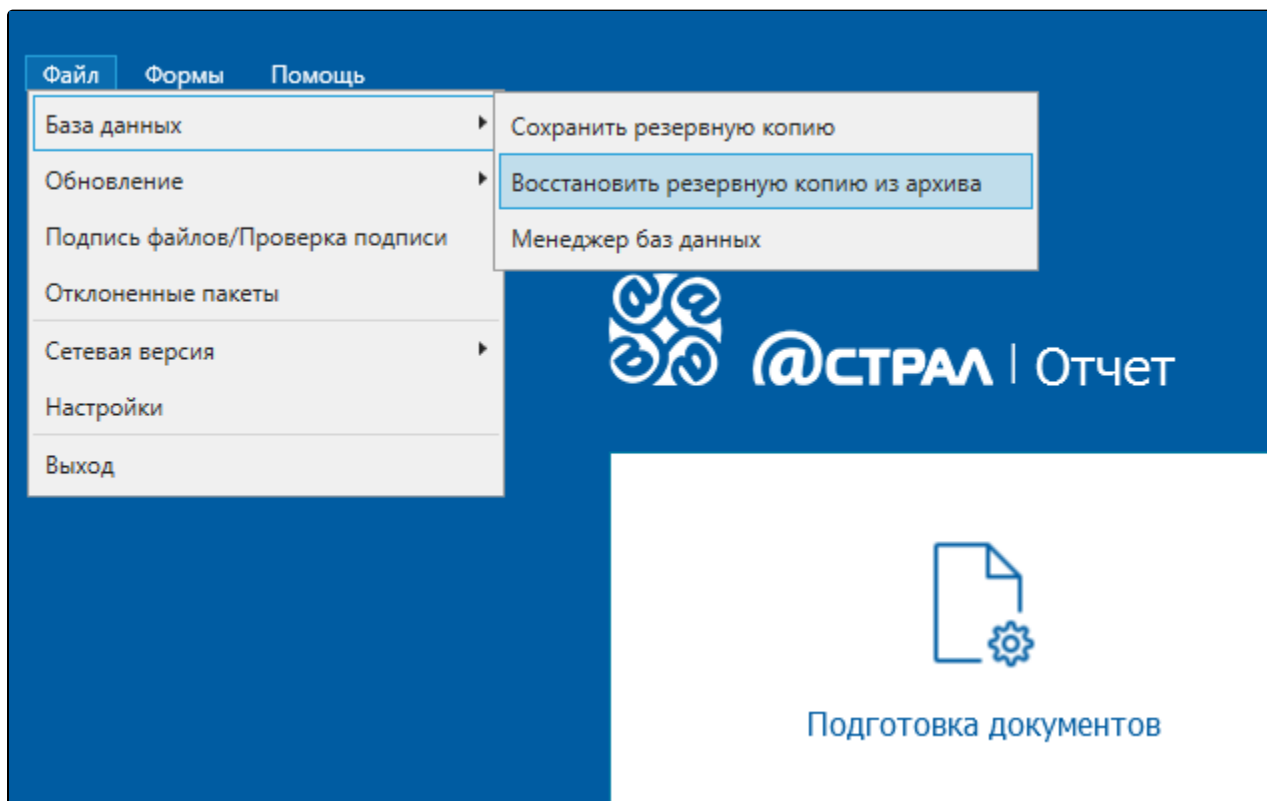 Файл Формы Помощь
База данных
Обновление
Подпись файлов/Проверка подписи
Отклоненные пакеты
Сетевая версия
Настройки
Выход
Сохранить резервную копию
Восстановить резервную копию из архива
Менеджер баз данных
@СТРАЛ | Отчет
Подготовка документов